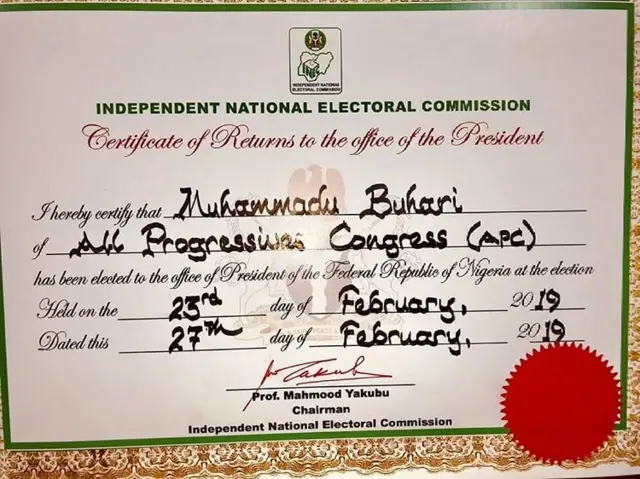 INDEPENDENT NATIONAL
ELECTORAL COMMISSION
INDEPENDENT NATIONAL ELECTORAL COMMISSION
Certificate of Returns to the office of the President
I hereby certify that Muhammadu Buhari
of All Progressives Congress (APC)
has been elected to the office of President of the Federal Republic of Nigeria at the election
Held on the 23rd day of February, 2019
Dated this 27th day of February, 2019
Prof. Mahmood Yakubu
Chairman
Independent National Electoral Commission